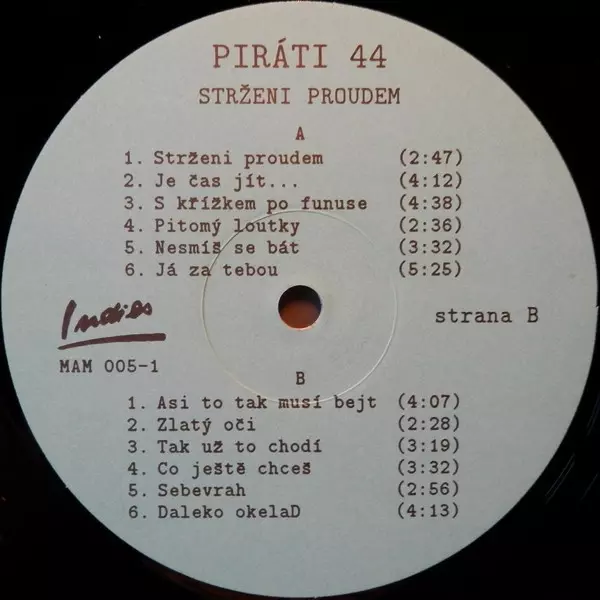 PIRÁTI 44
STRŽENI PROUDEM
A
1. Strženi proudem (2:47)
2. Je čas jít... (4:12)
3. S křížkem po funuse (4:38)
4. Pitomý loutky (2:36)
5. Nesmíš se bát (3:32)
6. Já za tebou (5:25)
Indies
strana B
MAM 005-1
B
1. Asi to tak musí bejt (4:07)
2. Zlatý oči (2:28)
3. Tak už to chodí (3:19)
4. Co ještě chceš (3:32)
5. Sebevrah (2:56)
6. Daleko okelaD (4:13)